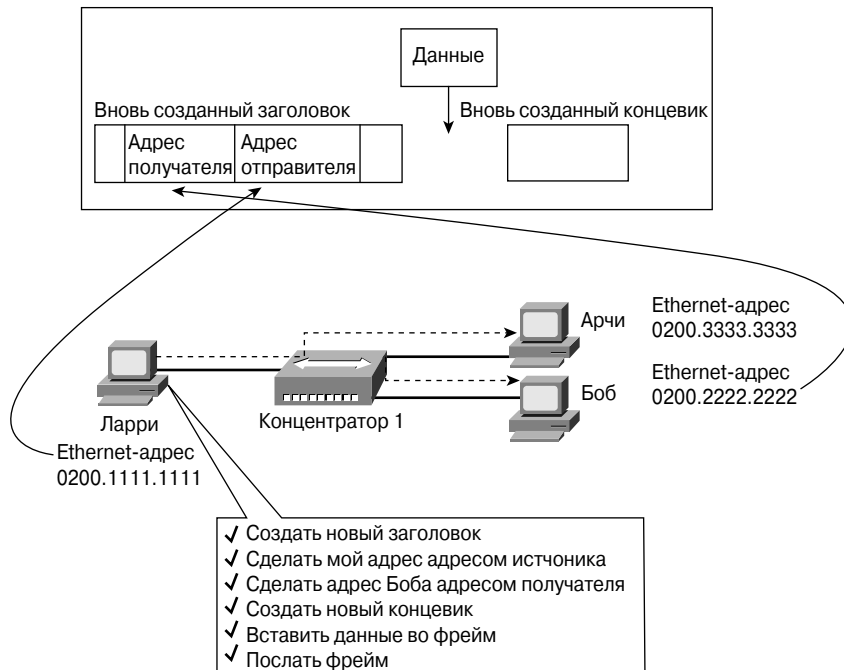 Данные
Вновь созданный заголовок
Вновь созданный концевик
Адрес
получателя
Адрес
отправителя
Арчи
Ethernet-адрес
0200.3333.3333
Боб
Ethernet-адрес
0200.2222.2222
Ларри
Концентратор 1
Ethernet-адрес
0200.1111.1111
Создать новый заголовок
Сделать мой адрес адресом истчоника
Сделать адрес Боба адресом получателя
Создать новый концевик
Вставить данные во фрейм
Послать фрейм